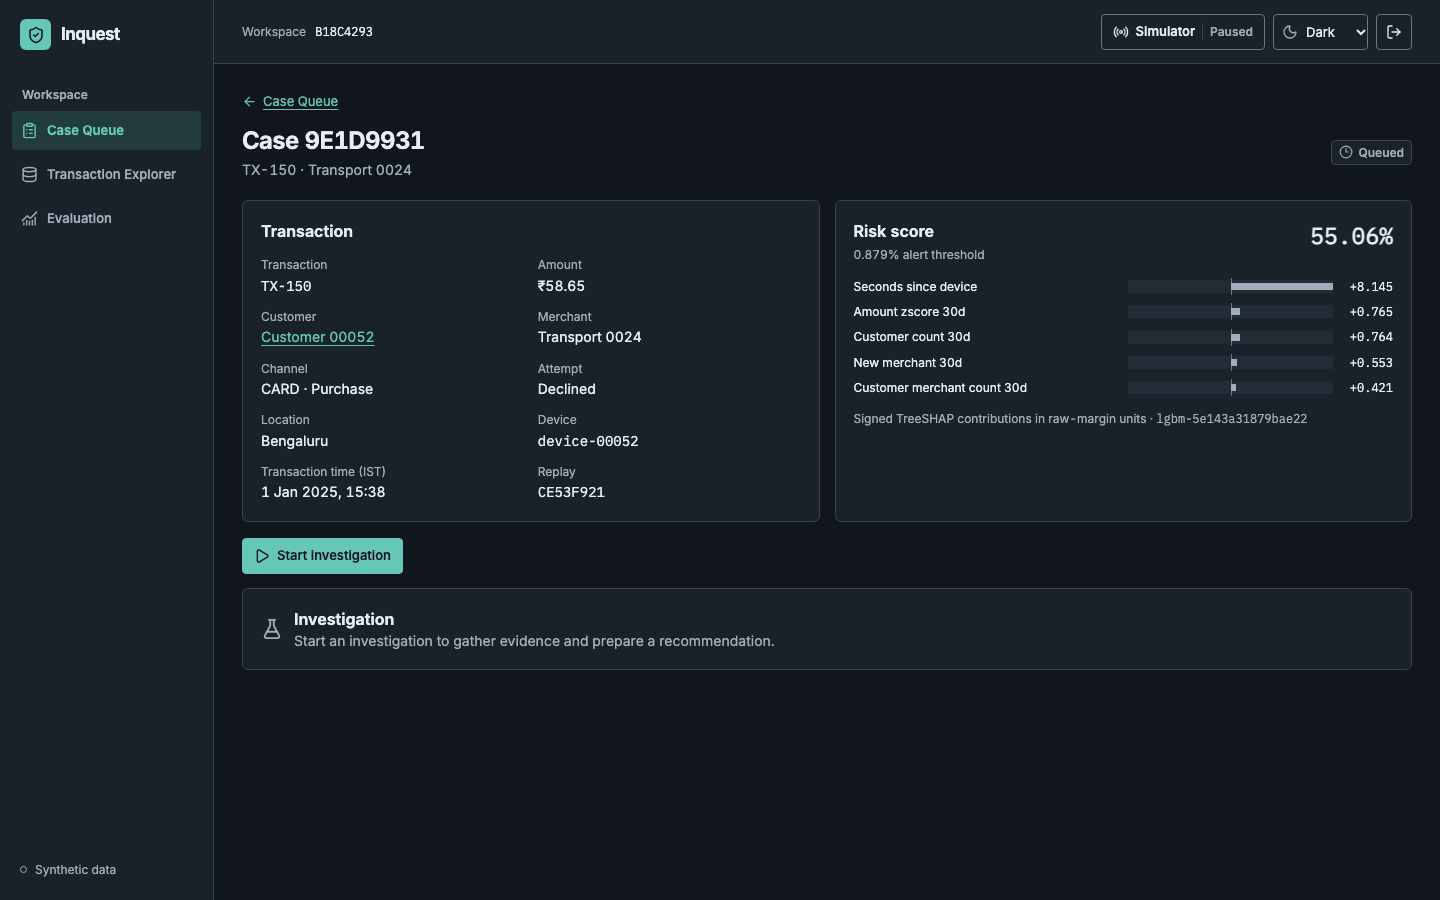 Inquest
Workspace B18C4293
Simulator Paused
Dark
Workspace
Case Queue
Transaction Explorer
Evaluation
Case Queue
Case 9E1D9931
TX-150 · Transport 0024
Queued
Transaction
Transaction
TX-150
Amount
₹58.65
Customer
Customer 00052
Merchant
Transport 0024
Channel
CARD · Purchase
Attempt
Declined
Location
Bengaluru
Device
device-00052
Transaction time (IST)
1 Jan 2025, 15:38
Replay
CE53F921
Risk score
55.06%
0.879% alert threshold
Seconds since device +8.145
Amount zscore 30d +0.765
Customer count 30d +0.764
New merchant 30d +0.553
Customer merchant count 30d +0.421
Signed TreeSHAP contributions in raw-margin units · lgbm-5e143a31879bae22
Start investigation
Investigation
Start an investigation to gather evidence and prepare a recommendation.
Synthetic data